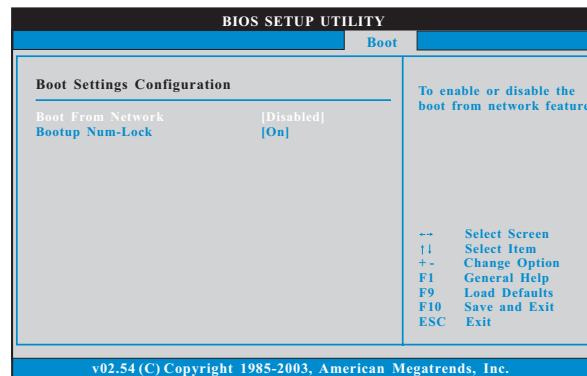 BIOS SETUP UTILITY
Boot
Boot Settings Configuration
Boot From Network [Disabled]
Bootup Num-Lock [On]
To enable or disable the
boot from network feature
←→ Select Screen
↑↓ Select Item
+ - Change Option
F1 General Help
F9 Load Defaults
F10 Save and Exit
ESC Exit
v02.54 (C) Copyright 1985-2003, American Megatrends, Inc.